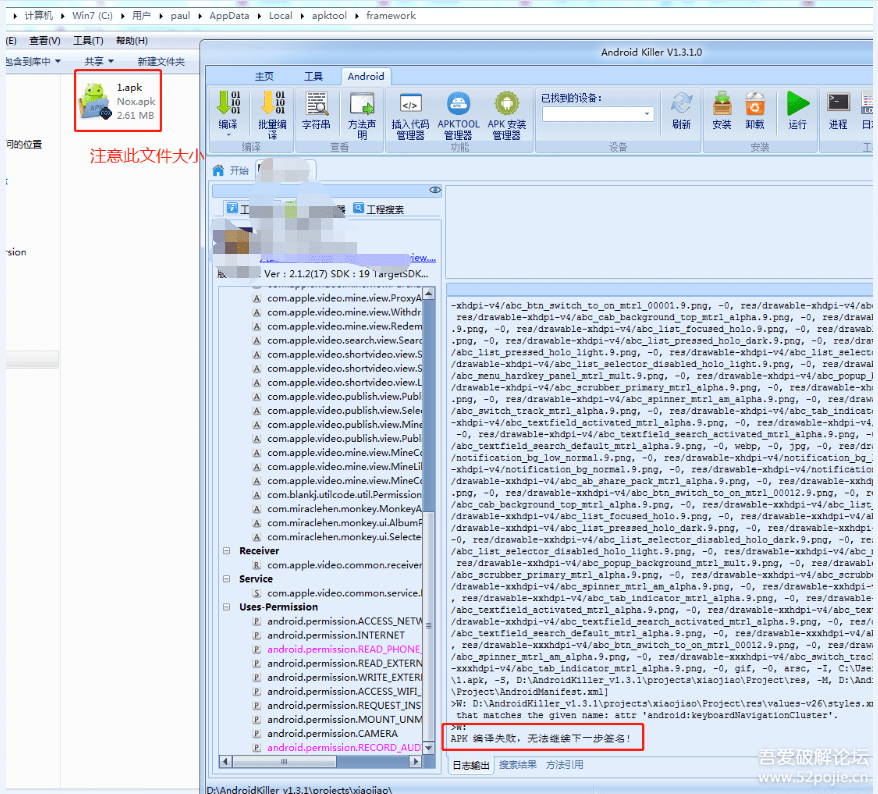 计算机 Win7 (C:) 用户 paul AppData Local apktool framework
(E) 查看(V) 工具(T) 帮助(H)
包含到库中 共享 新建文件夹
1.apk
Nox.apk
2.61 MB
注意此文件大小
问的位置
rsion
Android Killer V1.3.1.0
主页 工具 Android
编译
批量编译
字符串
方法声明
插入代码管理器
APKTOOL管理器
APK 安装管理器
已找到的设备:
刷新
安装
卸载
运行
进程
编译 查看 功能 设备 安装
开始
工程搜索
view....
Ver : 2.1.2(17) SDK : 19 TargetSDK...
com.apple.video.mine.view.ProxyA
com.apple.video.mine.view.Withdr
com.apple.video.mine.view.Redem
com.apple.video.search.view.Searc
com.apple.video.shortvideo.view.S
com.apple.video.shortvideo.view.S
com.apple.video.shortvideo.view.L
com.apple.video.publish.view.Publ
com.apple.video.publish.view.Sele
com.apple.video.publish.view.Mine
com.apple.video.publish.view.Publ
com.apple.video.mine.view.MineCo
com.apple.video.mine.view.MineLi
com.apple.video.mine.view.MineCo
com.blankj.utilcode.util.Permission
com.miraclehen.monkey.MonkeyA
com.miraclehen.monkey.ui.AlbumP
com.miraclehen.monkey.ui.Selecte
Receiver
com.apple.video.common.receiver
Service
com.apple.video.common.service.
Uses-Permission
android.permission.ACCESS_NETW
android.permission.INTERNET
android.permission.READ_PHONE_
android.permission.READ_EXTERN
android.permission.WRITE_EXTER
android.permission.ACCESS_WIFI_
android.permission.REQUEST_INS
android.permission.MOUNT_UNM
android.permission.CAMERA
android.permission.RECORD_AUD
-xhdpi-v4/abc_btn_switch_to_on_mtrl_00001.9.png, -0, res/drawable-xhdpi-v4/abc
res/drawable-xhdpi-v4/abc_cab_background_top_mtrl_alpha.9.png, -0, res/drawabl
.9.png, -0, res/drawable-xhdpi-v4/abc_list_focused_holo.9.png, -0, res/drawabl
.png, -0, res/drawable-xhdpi-v4/abc_list_pressed_holo_dark.9.png, -0, res/draw
/abc_list_pressed_holo_light.9.png, -0, res/drawable-xhdpi-v4/abc_list_selecto
res/drawable-xhdpi-v4/abc_list_selector_disabled_holo_light.9.png, -0, res/dra
/abc_menu_hardkey_panel_mtrl_mult.9.png, -0, res/drawable-xhdpi-v4/abc_popup_b
/drawable-xhdpi-v4/abc_scrubber_primary_mtrl_alpha.9.png, -0, res/drawable-xhd
.png, -0, res/drawable-xhdpi-v4/abc_spinner_mtrl_am_alpha.9.png, -0, res/drawa
/abc_switch_track_mtrl_alpha.9.png, -0, res/drawable-xhdpi-v4/abc_tab_indicato
-v4/abc_textfield_activated_mtrl_alpha.9.png, -0, res/drawable-xhdpi-v4/abc_te
-0, res/drawable-xhdpi-v4/abc_textfield_search_activated_mtrl_alpha.9.png, -0
/abc_textfield_search_default_mtrl_alpha.9.png, -0, webp, -0, jpg, -0, res/draw
/notification_bg_low_normal.9.png, -0, res/drawable-xhdpi-v4/notification_bg_l
-xhdpi-v4/notification_bg_normal.9.png, -0, res/drawable-xhdpi-v4/notification
-xxhdpi-v4/abc_ab_share_pack_mtrl_alpha.9.png, -0, res/drawable-xxhdpi-v4/abc_
.png, -0, res/drawable-xxhdpi-v4/abc_btn_switch_to_on_mtrl_00012.9.png, -0, re
/abc_cab_background_top_mtrl_alpha.9.png, -0, res/drawable-xxhdpi-v4/abc
-xxhdpi-v4/abc_list_focused_holo.9.png, -0, res/drawable-xxhdpi-v4/abc_l
-xxhdpi-v4/abc_list_pressed_holo_dark.9.png, -0, res/drawable-xxhdpi
-0, res/drawable-xxhdpi-v4/abc_list_selector_disabled_holo_dark.9.png, -0, res
/abc_list_selector_disabled_holo_light.9.png, -0, res/drawable-xxhdpi-v4/abc_m
res/drawable-xxhdpi-v4/abc_popup_background_mtrl_mult.9.png, -0, res/drawable
/abc_scrubber_primary_mtrl_alpha.9.png, -0, res/drawable-xxhdpi-v4/abc_scrubbe
-xxhdpi-v4/abc_spinner_mtrl_am_alpha.9.png, -0, res/drawable-xxhdpi-v4/abc
, res/drawable-xxhdpi-v4/abc_tab_indicator_mtrl_alpha.9.png, -0, res/drawable
/abc_textfield_activated_mtrl_alpha.9.png, -0, res/drawable-xxhdpi-v4/abc_text
-v4/abc_textfield_search_activated_mtrl_alpha.9.png, -0, res/drawable-xxhdpi-v
/abc_textfield_search_default_mtrl_alpha.9.png, -0, res/drawable-xxxhdpi
, res/drawable-xxxhdpi-v4/abc_btn_switch_to_on_mtrl_00012.9.png, -0, res/drawa
/abc_spinner_mtrl_am_alpha.9.png, -0, res/drawable-xxxhdpi-v4/abc_switch_track
-v4/abc_tab_indicator_mtrl_alpha.9.png, -0, gif, -0, arsc, -I, C:\User
\1.apk, -S, D:\AndroidKiller_v1.3.1\projects\xiaojiao\Project\res, -M, D:\And
\Project\AndroidManifest.xml]
>W: D:\AndroidKiller_v1.3.1\projects\xiaojiao\Project\res\values-v26\styles.xm
that matches the given name: attr 'android:keyboardNavigationCluster'.
>W:
APK 编译失败，无法继续下一步签名!
日志输出 搜索结果 方法引用
D:\AndroidKiller_v1.3.1\projects\xiaojiao\
吾爱破解论坛
www.52pojie.cn